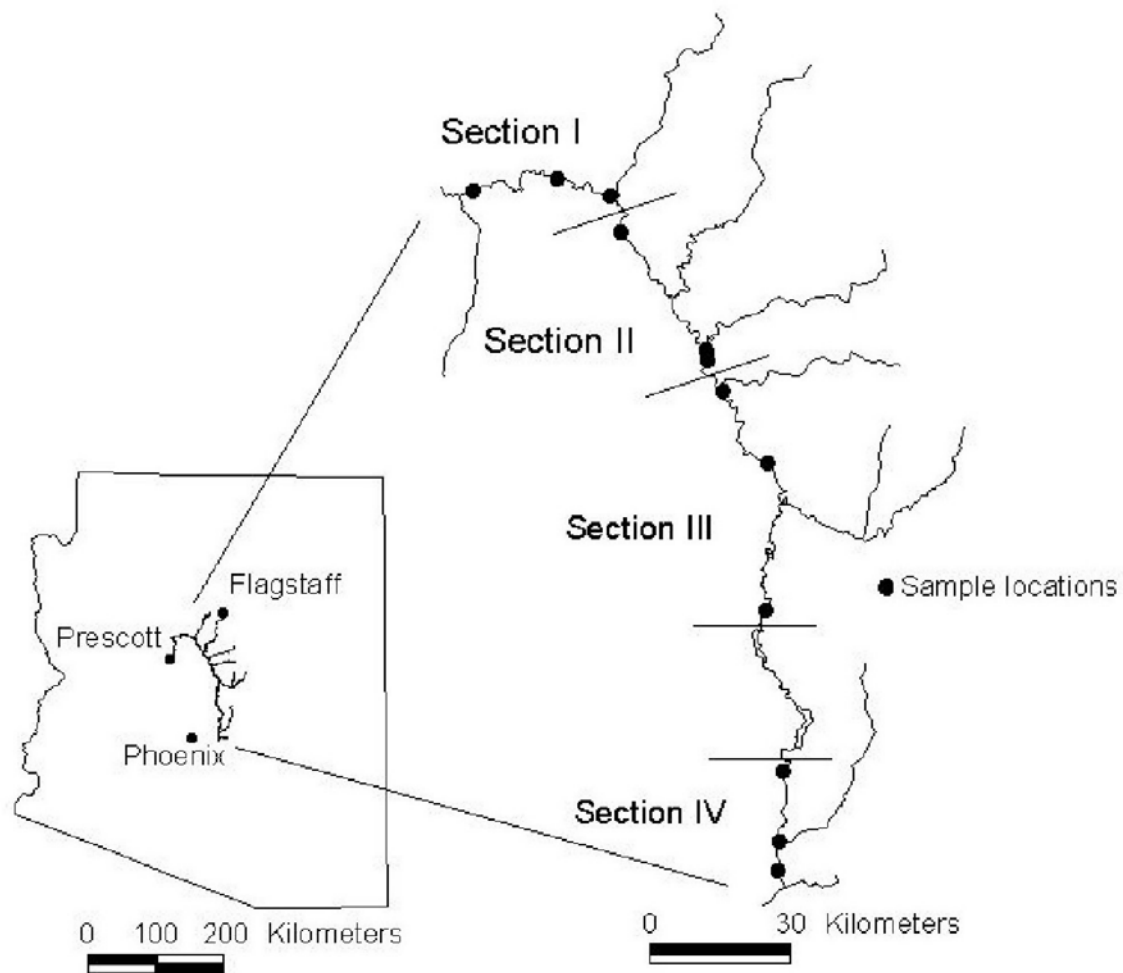 Section I
Section II
Section III
Sample locations
Flagstaff
Prescott
Phoenix
Section IV
0 100 200 Kilometers
0 30 Kilometers